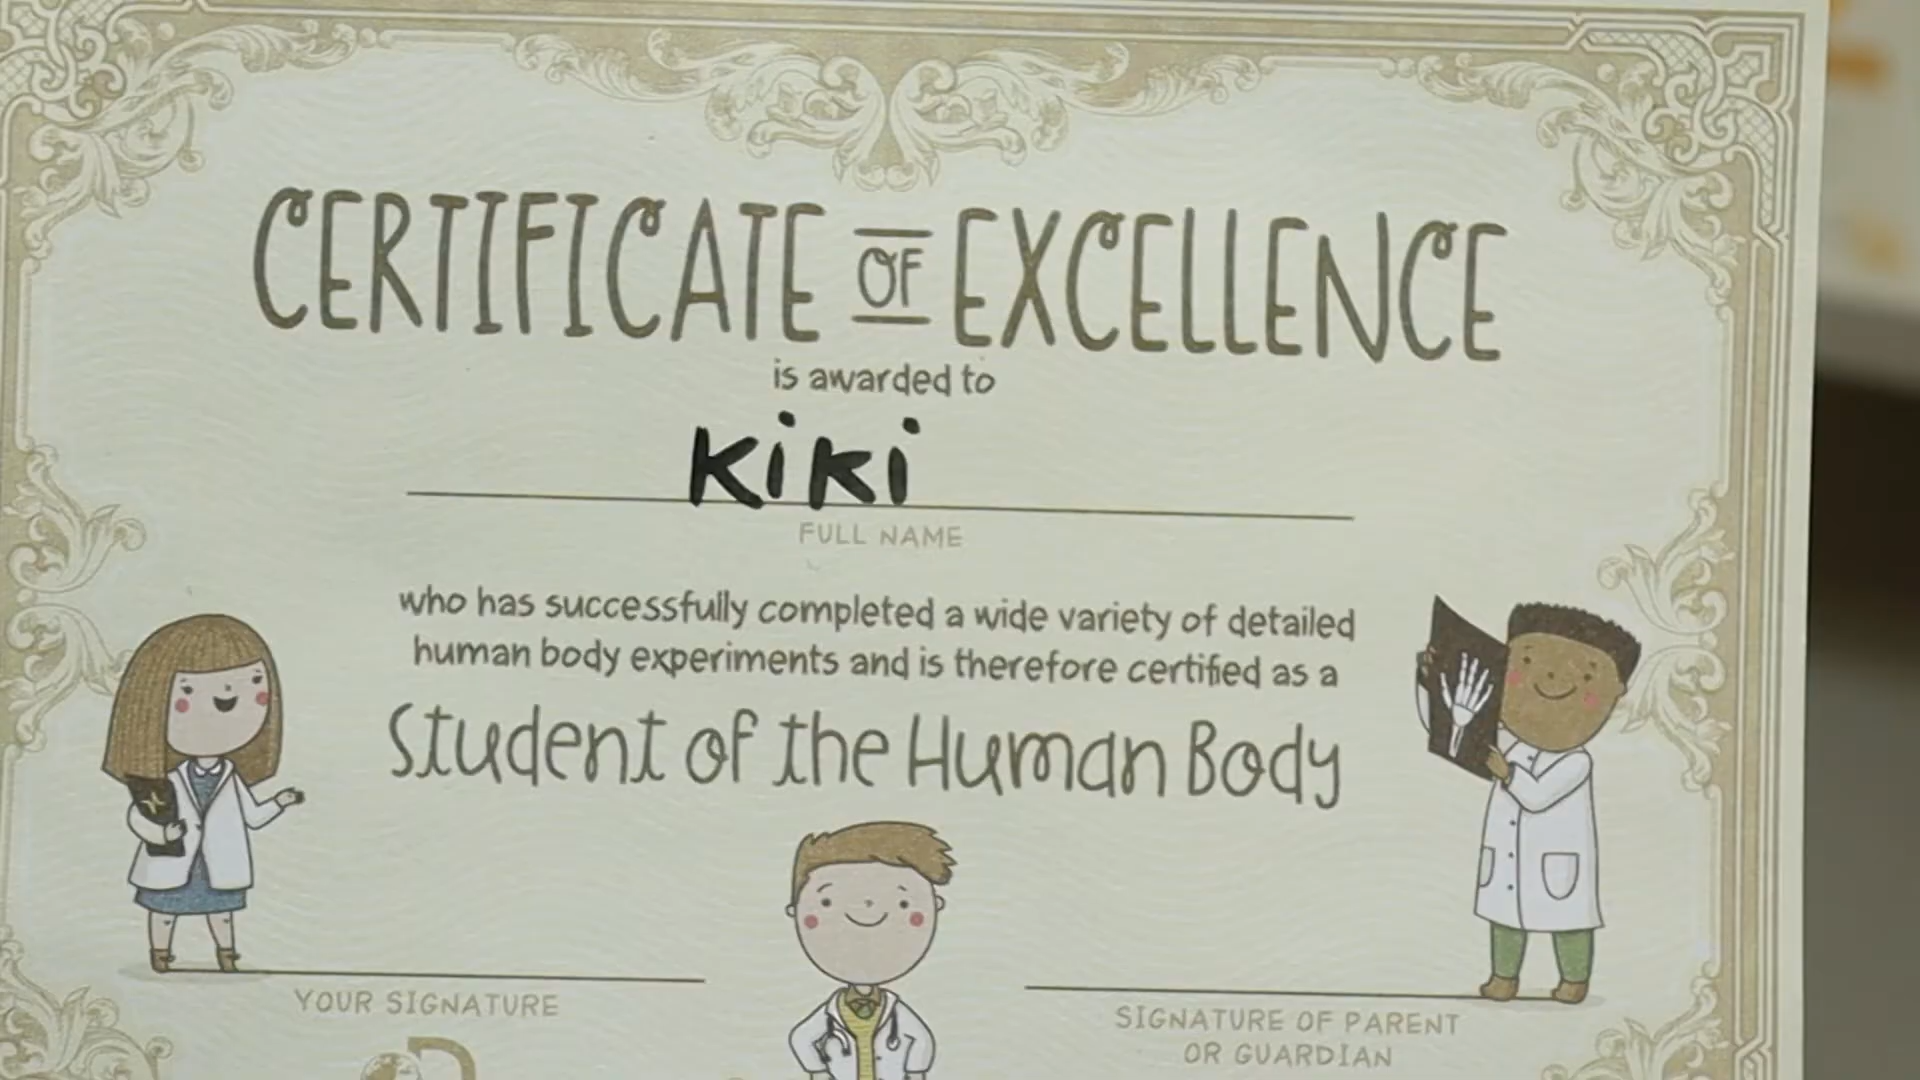 CERTIFICATE OF EXCELLENCE
is awarded to
KiKi
FULL NAME
who has successfully completed a wide variety of detailed
human body experiments and is therefore certified as a
Student of the Human Body
YOUR SIGNATURE
SIGNATURE OF PARENT
OR GUARDIAN